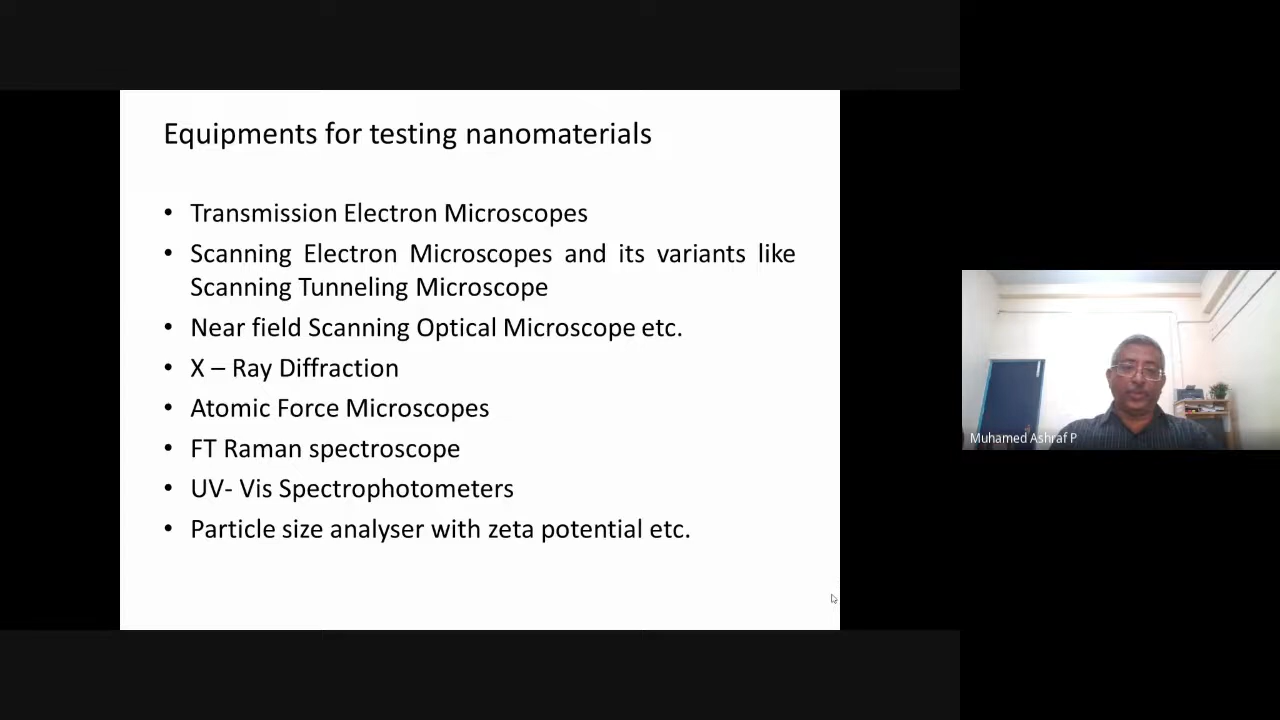 Equipments for testing nanomaterials
• Transmission Electron Microscopes
• Scanning Electron Microscopes and its variants like
Scanning Tunneling Microscope
• Near field Scanning Optical Microscope etc.
• X – Ray Diffraction
• Atomic Force Microscopes
• FT Raman spectroscope
• UV- Vis Spectrophotometers
• Particle size analyser with zeta potential etc.
Muhamed Ashraf P